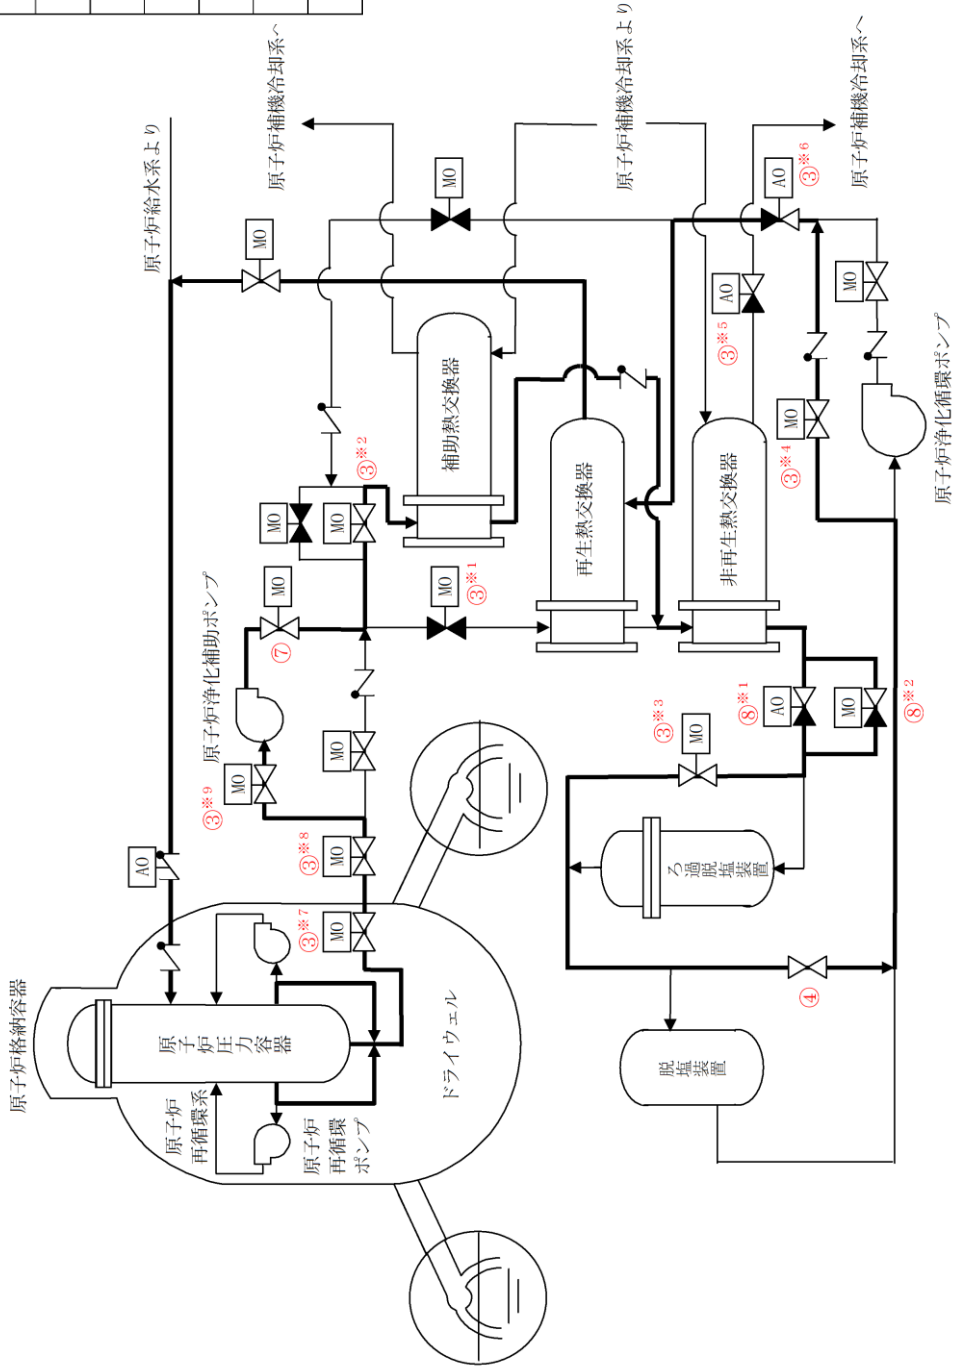 原子炉補機冷却系へ
原子炉補機冷却系より
原子炉補機冷却系へ
原子炉給水系より
MO
MO
AO
③※6
AO
③※5
MO
原子炉浄化循環ポンプ
MO
③※4
補助熱交換器
再生熱交換器
非再生熱交換器
③※2
MO
MO
MO
③※1
原子炉浄化補助ポンプ
MO
⑦
MO
③※9
MO
③※8
MO
③※7
MO
AO
③※3
MO
⑧※1
AO
MO
⑧※2
ろ過脱塩装置
④
脱塩装置
原子炉格納容器
原子炉圧力容器
原子炉
再循環系
原子炉
再循環
ポンプ
ドライウェル